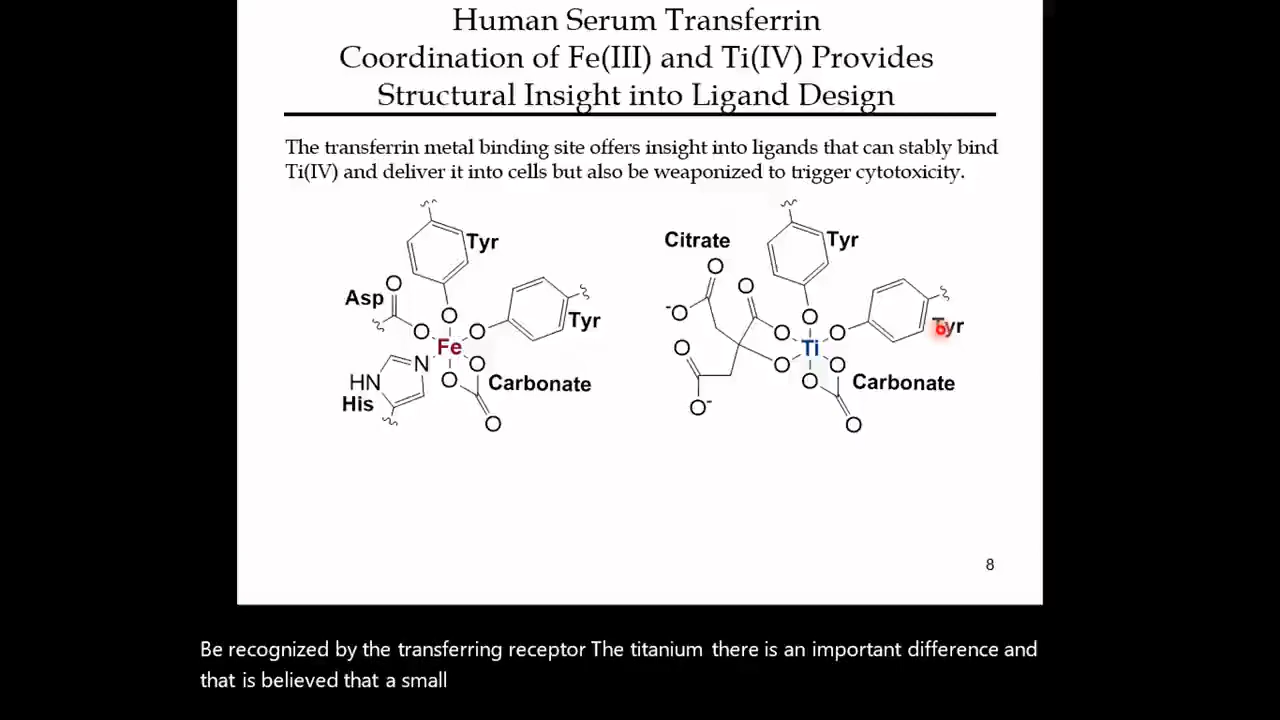 Human Serum Transferrin
Coordination of Fe(III) and Ti(IV) Provides
Structural Insight into Ligand Design
The transferrin metal binding site offers insight into ligands that can stably bind
Ti(IV) and deliver it into cells but also be weaponized to trigger cytotoxicity.
Tyr
Asp
O
O
O
O
Tyr
Fe
N
O
HN
O
Carbonate
His
O
Citrate
Tyr
O
O
-O
O
O
O
Tyr
O
Ti
O
O
O
Carbonate
O-
O
8
Be recognized by the transferring receptor The titanium there is an important difference and
that is believed that a small